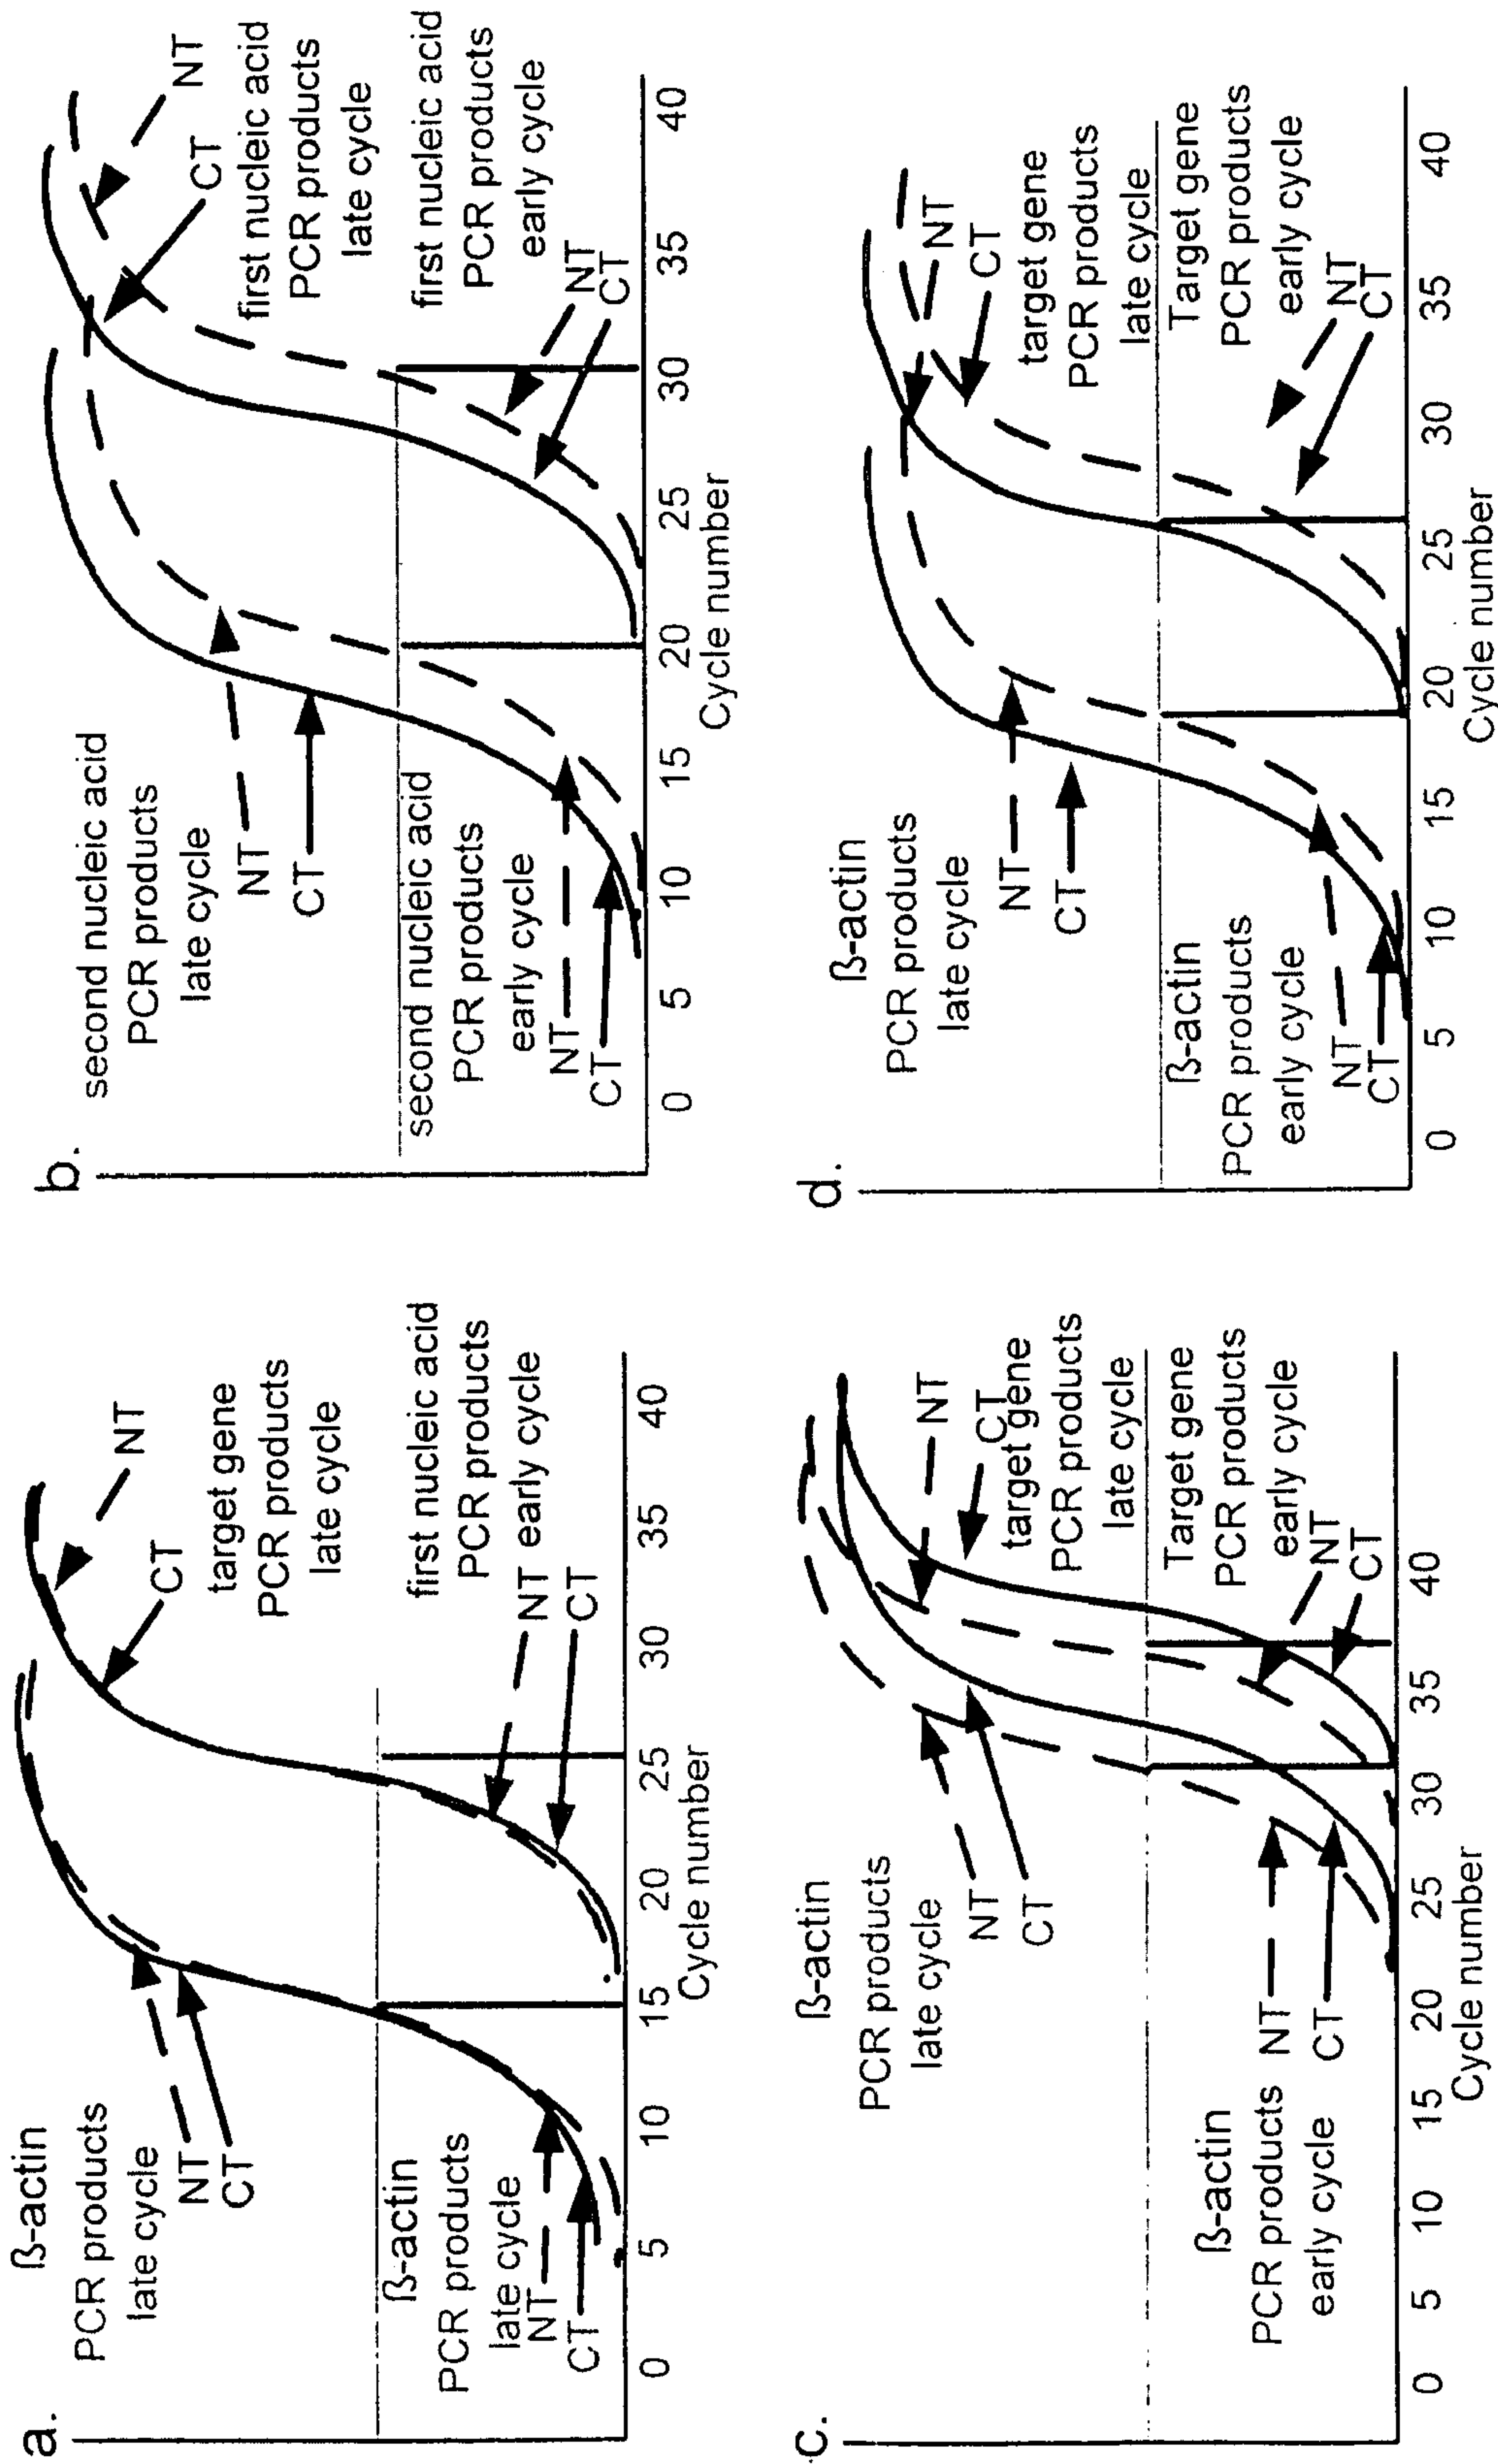 a.
ß-actin
PCR products
late cycle
NT
CT
ß-actin
PCR products
late cycle
NT
CT
NT
CT
target gene
PCR products
late cycle
first nucleic acid
PCR products
NT early cycle
CT
0 5 10 15 20 25 30 35 40
Cycle number
b.
second nucleic acid
PCR products
late cycle
NT
CT
second nucleic acid
PCR products
early cycle
NT
CT
NT
CT
first nucleic acid
PCR products
late cycle
first nucleic acid
PCR products
early cycle
NT
CT
0 5 10 15 20 25 30 35 40
Cycle number
c.
ß-actin
PCR products
late cycle
NT
CT
ß-actin
PCR products
early cycle
NT
CT
NT
CT
target gene
PCR products
late cycle
Target gene
PCR products
early cycle
NT
CT
0 5 10 15 20 25 30 35 40
Cycle number
d.
ß-actin
PCR products
late cycle
NT
CT
ß-actin
PCR products
early cycle
NT
CT
NT
CT
target gene
PCR products
late cycle
Target gene
PCR products
early cycle
NT
CT
0 5 10 15 20 25 30 35 40
Cycle number